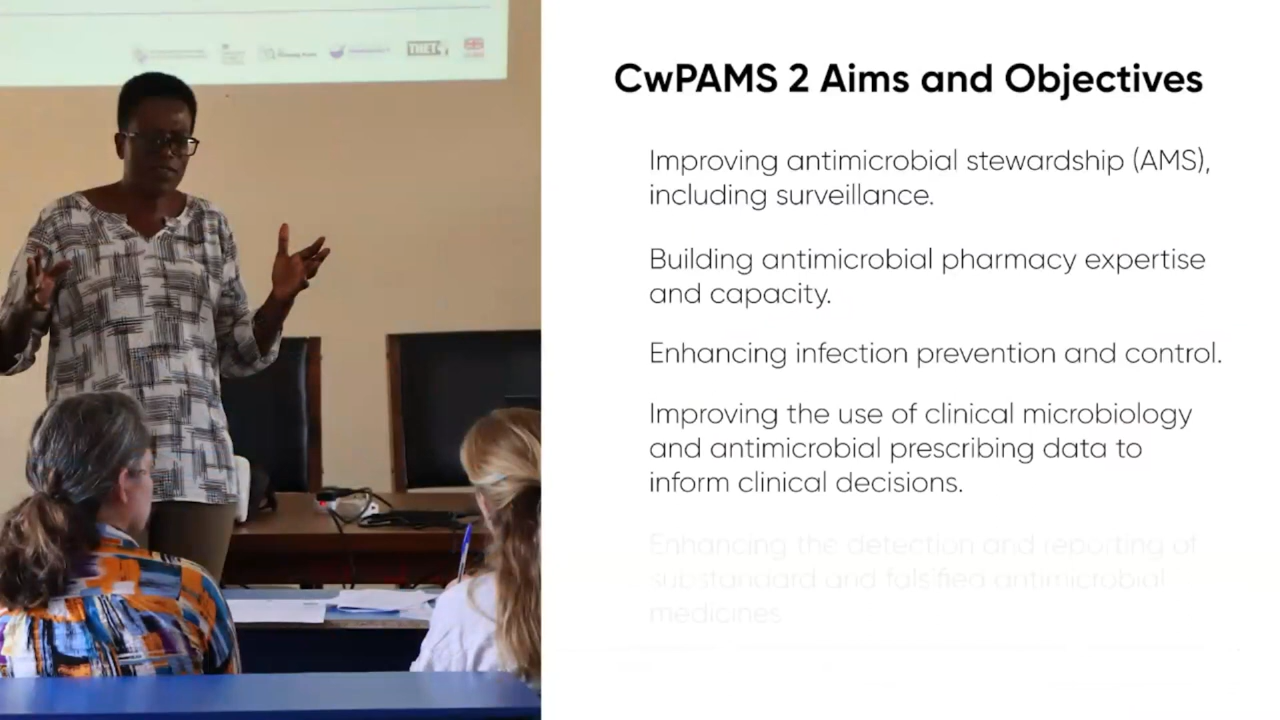 THET
CwPAMS 2 Aims and Objectives
Improving antimicrobial stewardship (AMS),
including surveillance.
Building antimicrobial pharmacy expertise
and capacity.
Enhancing infection prevention and control.
Improving the use of clinical microbiology
and antimicrobial prescribing data to
inform clinical decisions.
Enhancing the detection and reporting of
substandard and falsified antimicrobial
medicines